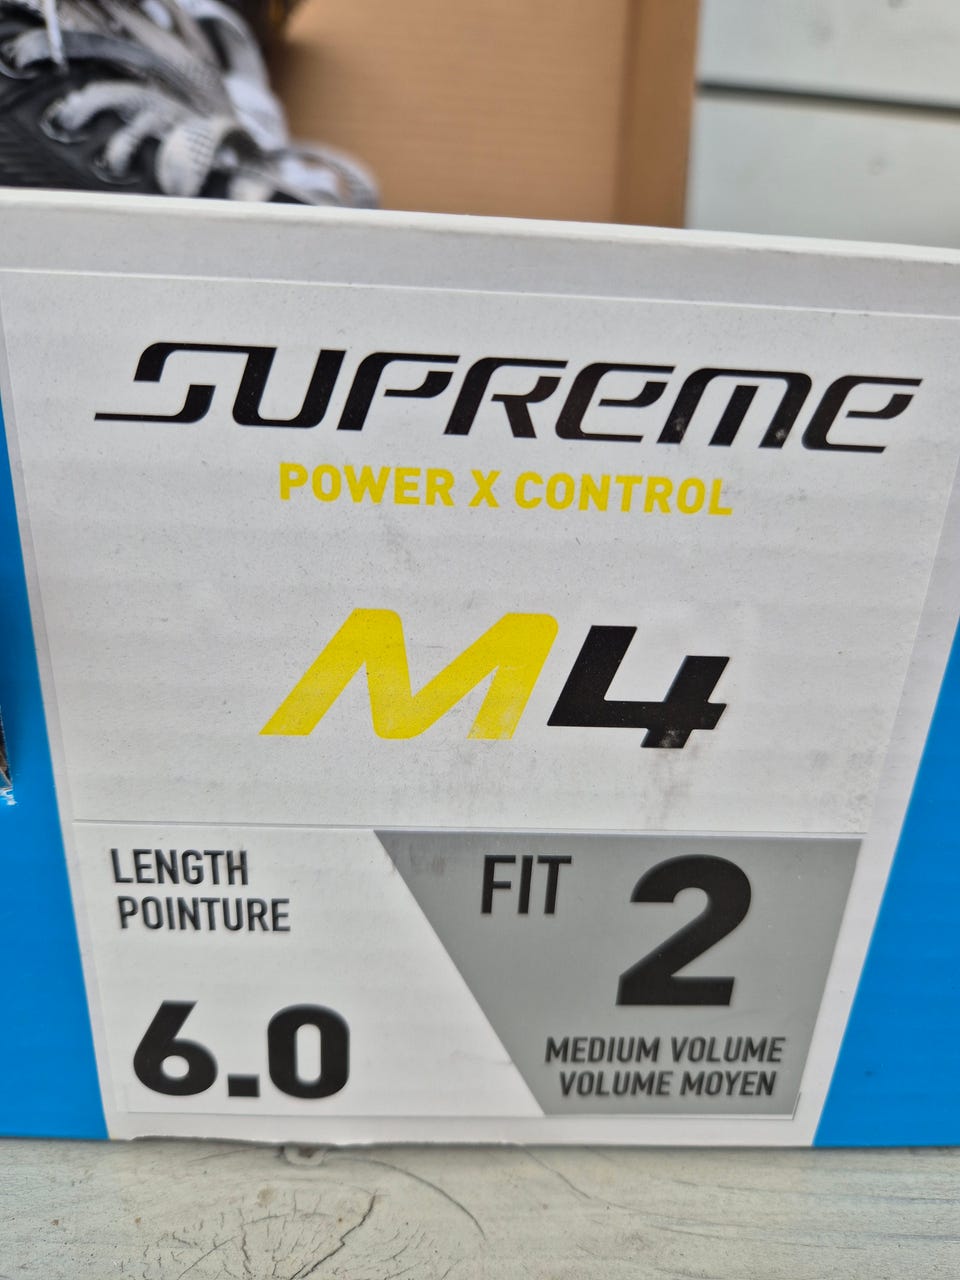 SUPREME
POWER X CONTROL
M4
LENGTH
POINTURE
6.0
FIT 2
MEDIUM VOLUME
VOLUME MOYEN